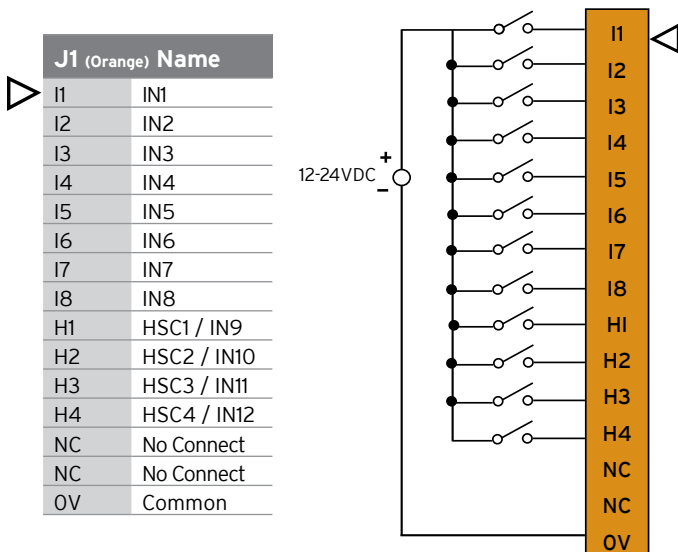 J1 (Orange) Name
I1 IN1
I2 IN2
I3 IN3
I4 IN4
I5 IN5
I6 IN6
I7 IN7
I8 IN8
H1 HSC1 / IN9
H2 HSC2 / IN10
H3 HSC3 / IN11
H4 HSC4 / IN12
NC No Connect
NC No Connect
0V Common
12-24VDC
+
−
I1
I2
I3
I4
I5
I6
I7
I8
HI
H2
H3
H4
NC
NC
0V